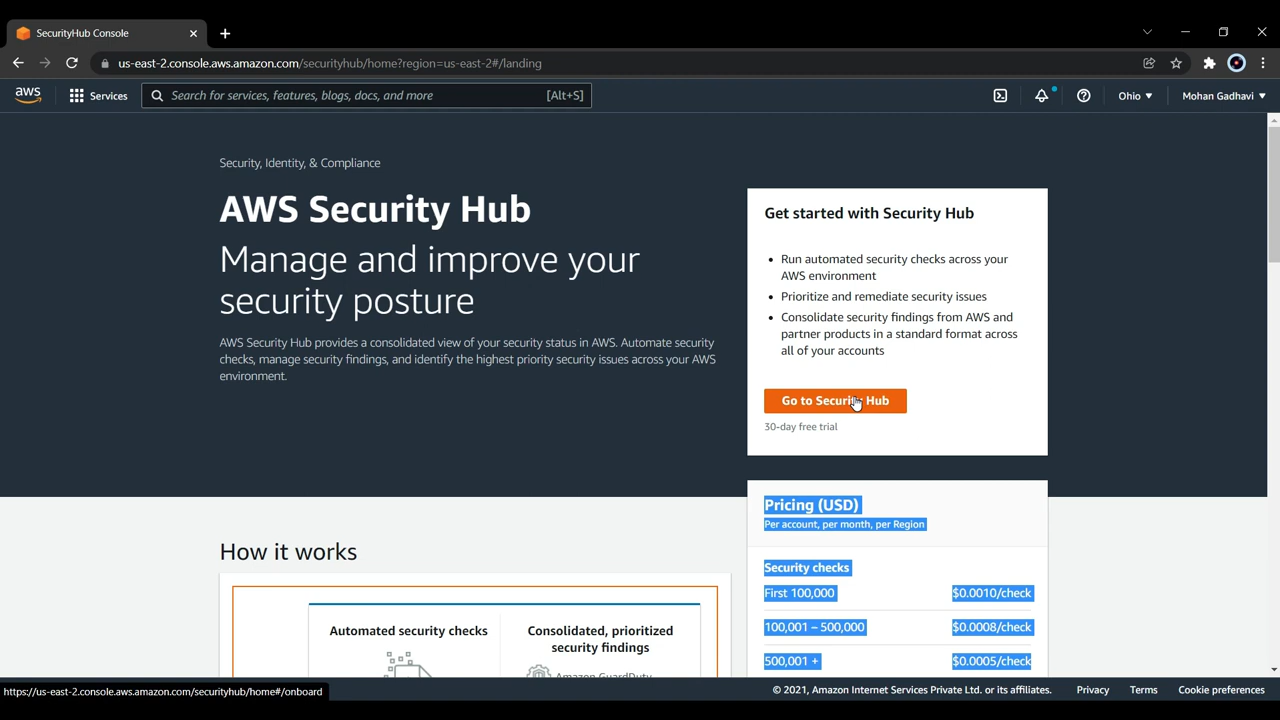 SecurityHub Console
us-east-2.console.aws.amazon.com/securityhub/home?region=us-east-2#/landing
aws
Services
Search for services, features, blogs, docs, and more
[Alt+S]
Ohio
Mohan Gadhavi
Security, Identity, & Compliance
AWS Security Hub
Manage and improve your
security posture
AWS Security Hub provides a consolidated view of your security status in AWS. Automate security
checks, manage security findings, and identify the highest priority security issues across your AWS
environment.
Get started with Security Hub
• Run automated security checks across your
AWS environment
• Prioritize and remediate security issues
• Consolidate security findings from AWS and
partner products in a standard format across
all of your accounts
Go to Security Hub
30-day free trial
Pricing (USD)
Per account, per month, per Region
Security checks
First 100,000 $0.0010/check
100,001 – 500,000 $0.0008/check
500,001 + $0.0005/check
How it works
Automated security checks
Consolidated, prioritized
security findings
Amazon GuardDuty
https://us-east-2.console.aws.amazon.com/securityhub/home#/onboard
© 2021, Amazon Internet Services Private Ltd. or its affiliates.
Privacy
Terms
Cookie preferences